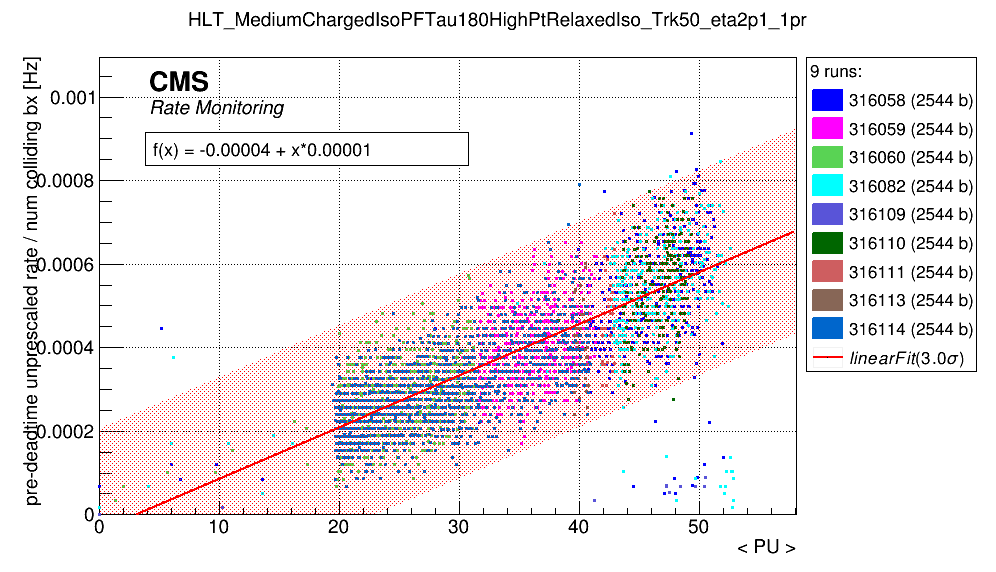 HLT_MediumChargedIsoPFTau180HighPtRelaxedIso_Trk50_eta2p1_1pr
pre-deadtime unprescaled rate / num colliding bx [Hz]
CMS
Rate Monitoring
f(x) = -0.00004 + x*0.00001
0.001
0.0008
0.0006
0.0004
0.0002
0
0 10 20 30 40 50
< PU >
9 runs:
316058 (2544 b)
316059 (2544 b)
316060 (2544 b)
316082 (2544 b)
316109 (2544 b)
316110 (2544 b)
316111 (2544 b)
316113 (2544 b)
316114 (2544 b)
linearFit(3.0σ)